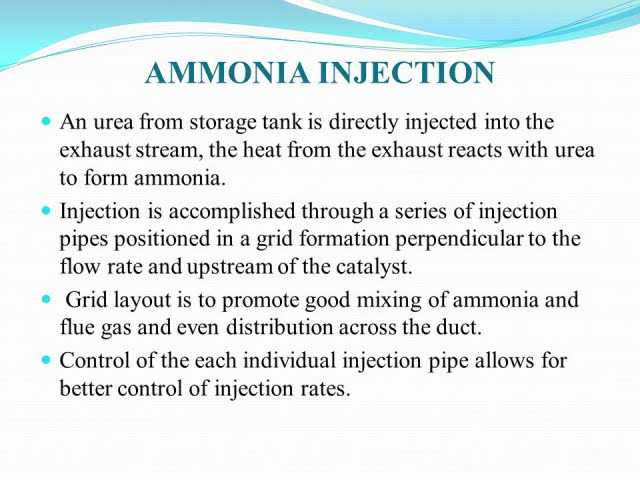 AMMONIA INJECTION
• An urea from storage tank is directly injected into the
exhaust stream, the heat from the exhaust reacts with urea
to form ammonia.
• Injection is accomplished through a series of injection
pipes positioned in a grid formation perpendicular to the
flow rate and upstream of the catalyst.
• Grid layout is to promote good mixing of ammonia and
flue gas and even distribution across the duct.
• Control of the each individual injection pipe allows for
better control of injection rates.